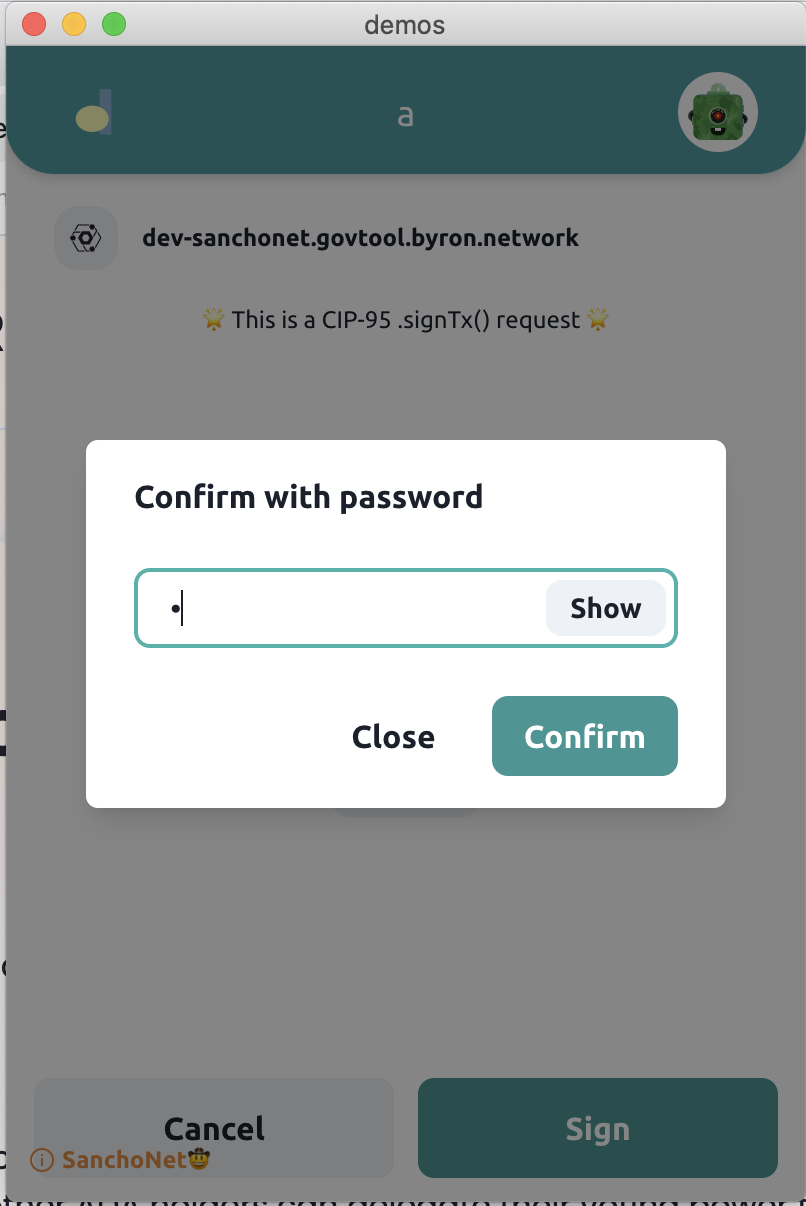 demos
a
dev-sanchonet.govtool.byron.network
🌟 This is a CIP-95 .signTx() request 🌟
Confirm with password
•
Show
Close
Confirm
Cancel
Sign
SanchoNet🤠